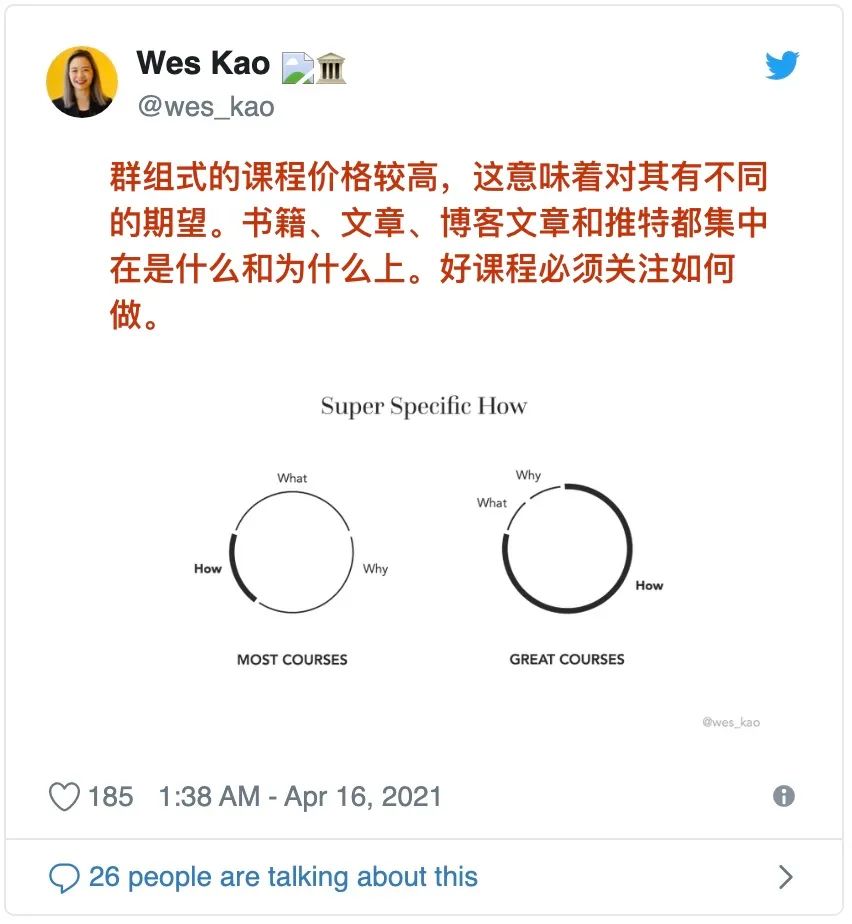 Wes Kao
@wes_kao
群组式的课程价格较高，这意味着对其有不同
的期望。书籍、文章、博客文章和推特都集中
在是什么和为什么上。好课程必须关注如何
做。
Super Specific How
What
How
Why
MOST COURSES
Why
What
How
GREAT COURSES
@wes_kao
185 1:38 AM - Apr 16, 2021
26 people are talking about this